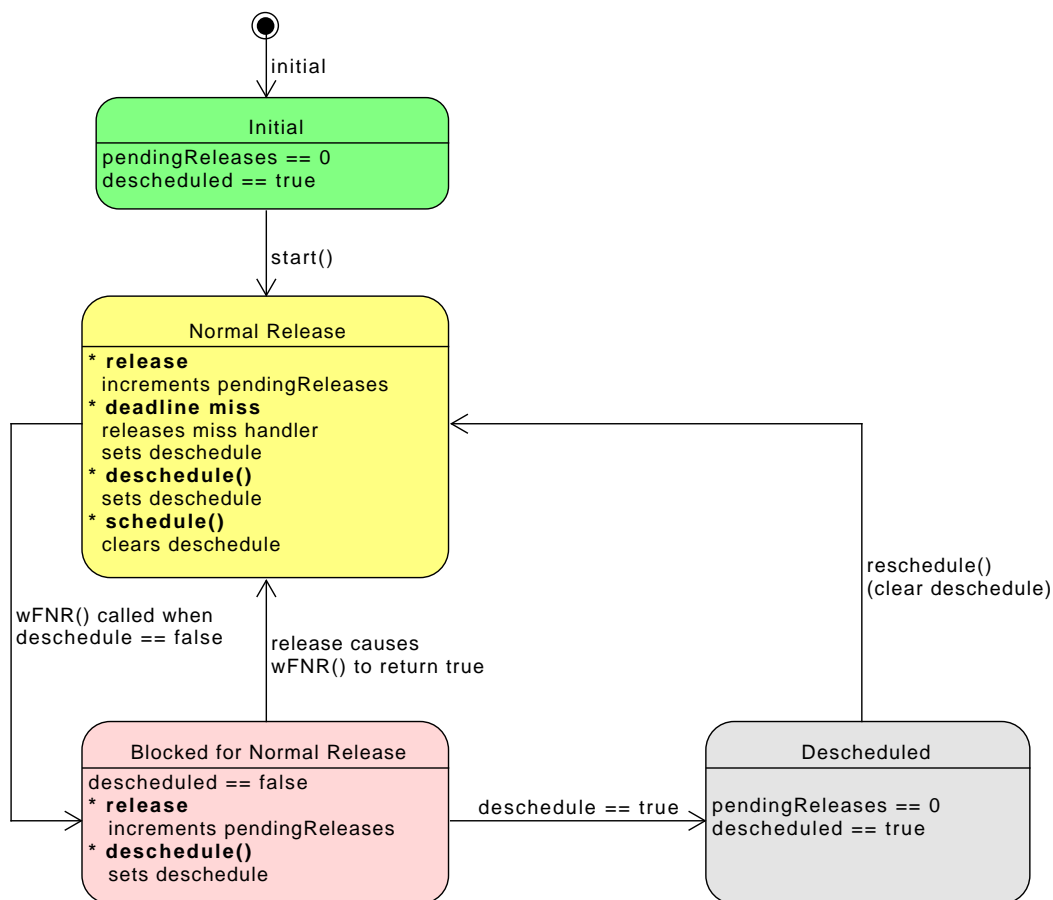 initial
Initial
pendingReleases == 0
descheduled == true
start()
Normal Release
* release
increments pendingReleases
* deadline miss
releases miss handler
sets deschedule
* deschedule()
sets deschedule
* schedule()
clears deschedule
reschedule()
(clear deschedule)
wFNR() called when
deschedule == false
release causes
wFNR() to return true
Blocked for Normal Release
descheduled == false
* release
increments pendingReleases
* deschedule()
sets deschedule
deschedule == true
Descheduled
pendingReleases == 0
descheduled == true